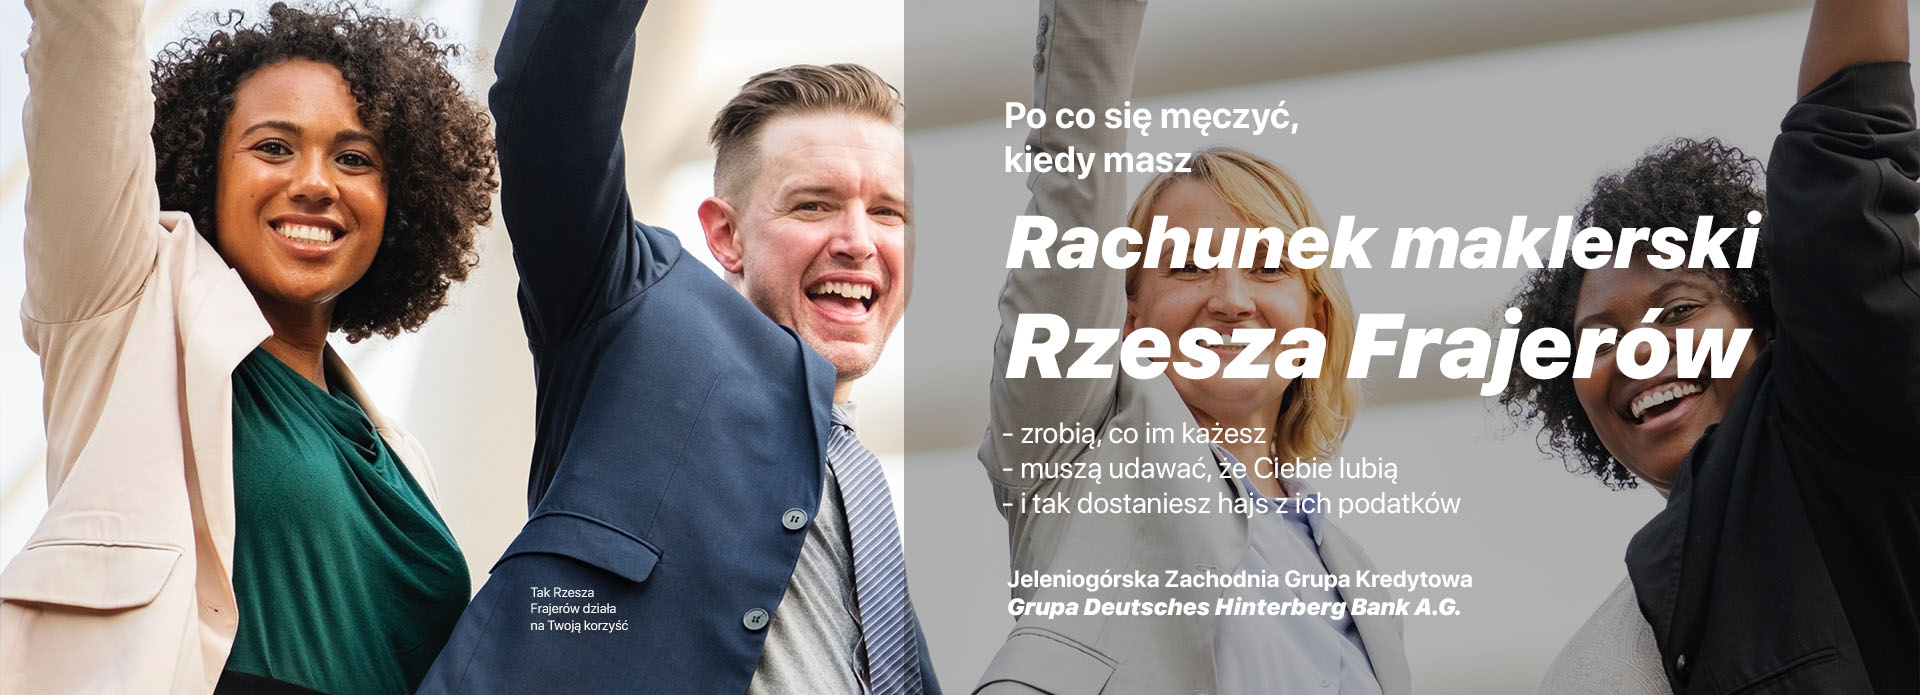 Po co się męczyć,
kiedy masz
Rachunek maklerski
Rzesza Frajerów
- zrobią, co im każesz
- muszą udawać, że Ciebie lubią
- i tak dostaniesz hajs z ich podatków
Jeleniogórska Zachodnia Grupa Kredytowa
Grupa Deutsches Hinterberg Bank A.G.
Tak Rzesza
Frajerów działa
na Twoją korzyść